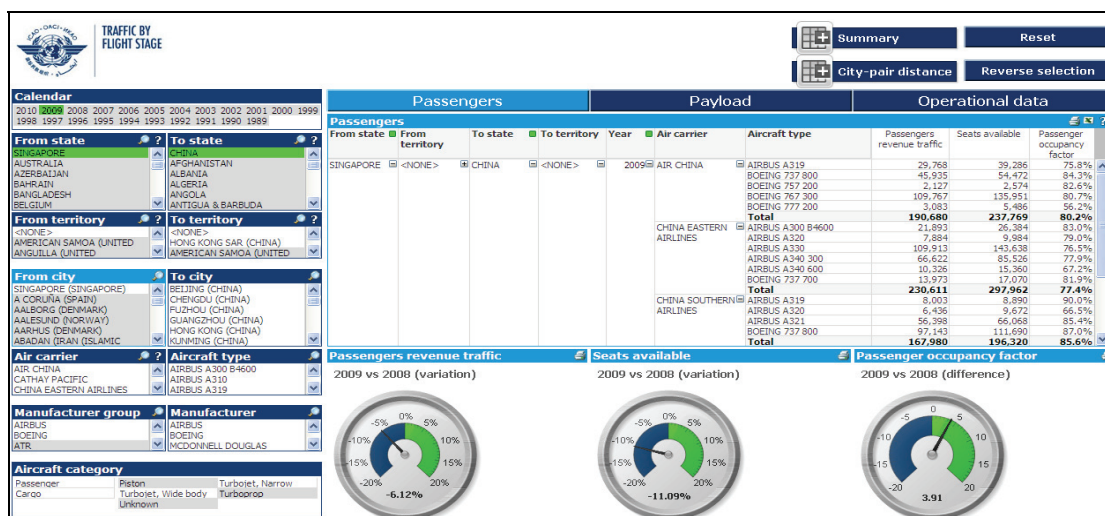 ICAO · OACI · ИКАО
TRAFFIC BY
FLIGHT STAGE
Summary
Reset
City-pair distance
Reverse selection
Calendar
2010 2009 2008 2007 2006 2005 2004 2003 2002 2001 2000 1999
1998 1997 1996 1995 1994 1993 1992 1991 1990 1989
Passengers
Payload
Operational data
From state ?
To state ?
SINGAPORE
AUSTRALIA
AZERBAIJAN
BAHRAIN
BANGLADESH
BELGIUM
CHINA
AFGHANISTAN
ALBANIA
ALGERIA
ANGOLA
ANTIGUA & BARBUDA
From territory ?
To territory ?
<NONE>
AMERICAN SAMOA (UNITED
ANGUILLA (UNITED
<NONE>
HONG KONG SAR (CHINA)
AMERICAN SAMOA (UNITED
From city
To city
SINGAPORE (SINGAPORE)
A CORUÑA (SPAIN)
AALBORG (DENMARK)
AALESUND (NORWAY)
AARHUS (DENMARK)
ABADAN (IRAN (ISLAMIC
BEIJING (CHINA)
CHENGDU (CHINA)
FUZHOU (CHINA)
GUANGZHOU (CHINA)
HONG KONG (CHINA)
KUNMING (CHINA)
Air carrier ?
Aircraft type
AIR CHINA
CATHAY PACIFIC
CHINA EASTERN AIRLINES
AIRBUS A300 B4600
AIRBUS A310
AIRBUS A319
Manufacturer group
Manufacturer
AIRBUS
BOEING
ATR
AIRBUS
BOEING
MCDONNELL DOUGLAS
Aircraft category
Passenger Piston Turbojet, Narrow
Cargo Turbojet, Wide body Turboprop
Unknown
Passengers ?
From state From territory To state To territory Year Air carrier Aircraft type Passengers revenue traffic Seats available Passenger occupancy factor
SINGAPORE <NONE> CHINA <NONE> 2009 AIR CHINA AIRBUS A319 29,768 39,286 75.8%
BOEING 737 800 45,935 54,472 84.3%
BOEING 757 200 2,127 2,574 82.6%
BOEING 767 300 109,767 135,951 80.7%
BOEING 777 200 3,083 5,486 56.2%
Total 190,680 237,769 80.2%
CHINA EASTERN AIRLINES AIRBUS A300 B4600 21,893 26,384 83.0%
AIRBUS A320 7,884 9,984 79.0%
AIRBUS A330 109,913 143,638 76.5%
AIRBUS A340 300 66,622 85,526 77.9%
AIRBUS A340 600 10,326 15,360 67.2%
BOEING 737 700 13,973 17,070 81.9%
Total 230,611 297,962 77.4%
CHINA SOUTHERN AIRLINES AIRBUS A319 8,003 8,890 90.0%
AIRBUS A320 6,436 9,672 66.5%
AIRBUS A321 56,398 66,068 85.4%
BOEING 737 800 97,143 111,690 87.0%
Total 167,980 196,320 85.6%
Passengers revenue traffic
2009 vs 2008 (variation)
-20% -15% -10% -5% 0% 5% 10% 15% 20%
-6.12%
Seats available
2009 vs 2008 (variation)
-20% -15% -10% -5% 0% 5% 10% 15% 20%
-11.09%
Passenger occupancy factor
2009 vs 2008 (difference)
-20 -15 -10 -5 0 5 10 15 20
3.91